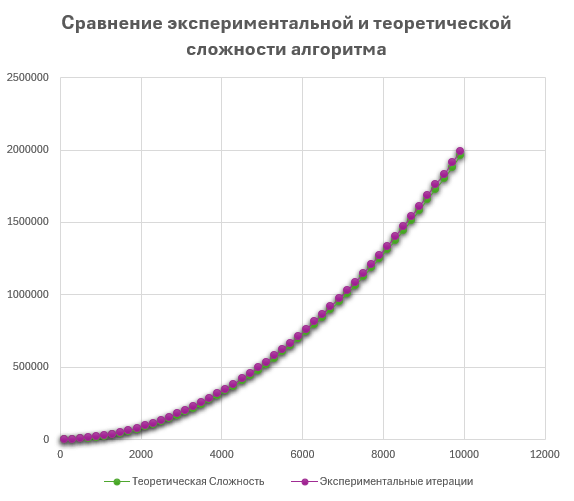 Сравнение экспериментальной и теоретической
сложности алгоритма
2500000
2000000
1500000
1000000
500000
0
0 2000 4000 6000 8000 10000 12000
Теоретическая Сложность Экспериментальные итерации